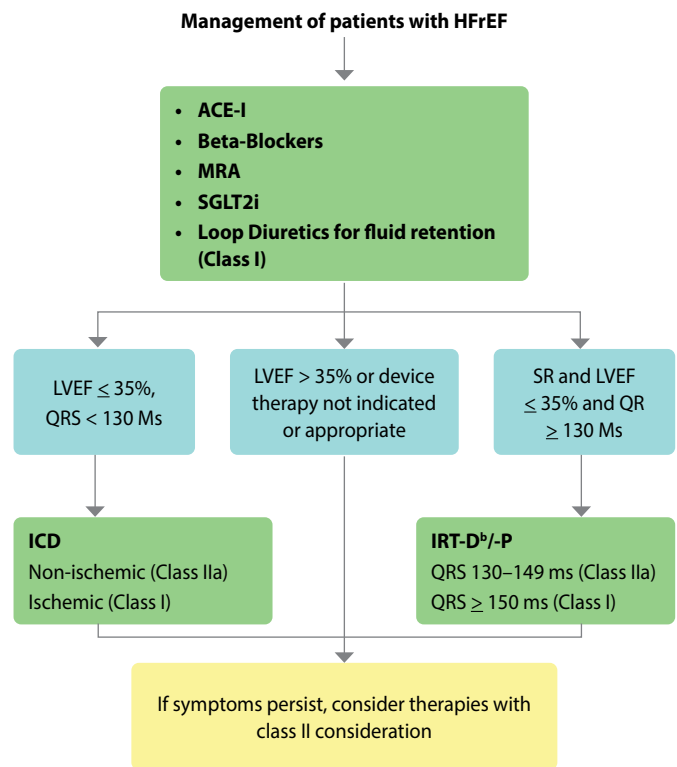 Management of patients with HFrEF
• ACE-I
• Beta-Blockers
• MRA
• SGLT2i
• Loop Diuretics for fluid retention
(Class I)
LVEF ≤ 35%,
QRS < 130 Ms
LVEF > 35% or device
therapy not indicated
or appropriate
SR and LVEF
≤ 35% and QR
≥ 130 Ms
ICD
Non-ischemic (Class IIa)
Ischemic (Class I)
IRT-Dᵇ/-P
QRS 130–149 ms (Class IIa)
QRS ≥ 150 ms (Class I)
If symptoms persist, consider therapies with
class II consideration